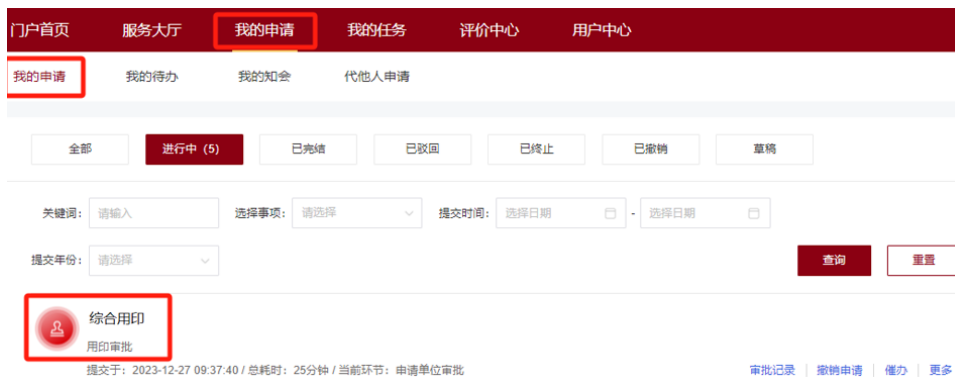 门户首页 服务大厅 我的申请 我的任务 评价中心 用户中心
我的申请 我的待办 我的知会 代他人申请
全部 进行中 (5) 已完结 已驳回 已终止 已撤销 草稿
关键词: 请输入 选择事项: 请选择 提交时间: 选择日期 - 选择日期
提交年份: 请选择 查询 重置
综合用印
用印审批
提交于: 2023-12-27 09:37:40 / 总耗时: 25分钟 / 当前环节: 申请单位审批 审批记录 撤销申请 催办 更多